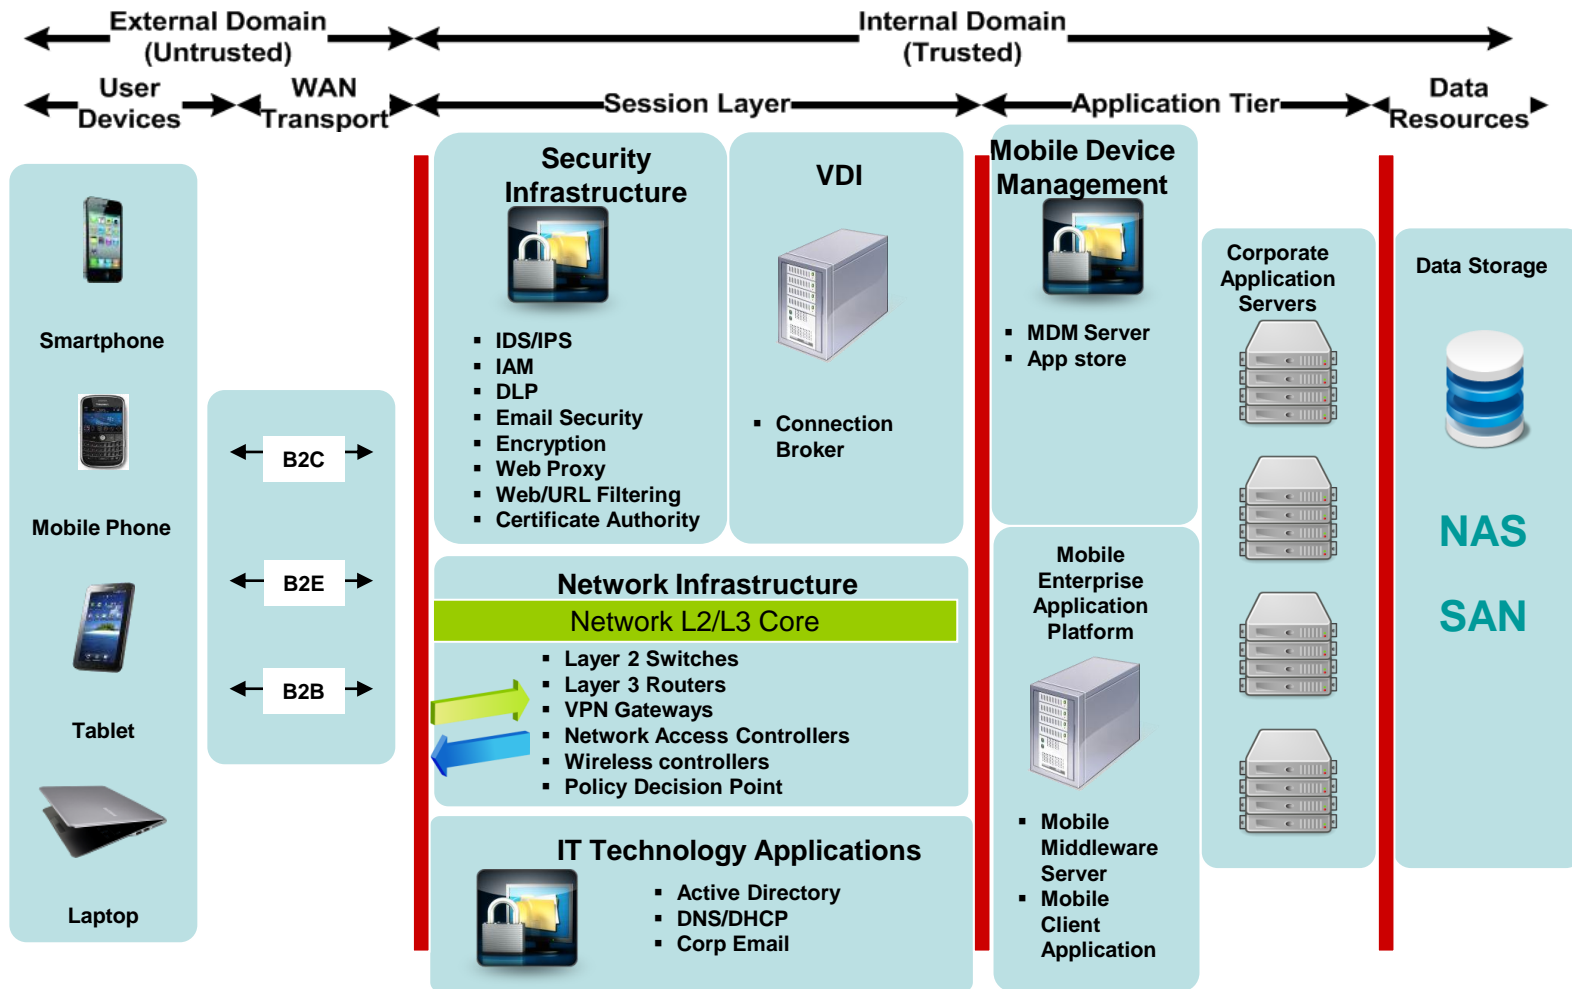 External Domain
(Untrusted)
Internal Domain
(Trusted)
User
Devices
WAN
Transport
Session Layer
Application Tier
Data
Resources
Smartphone
Mobile Phone
Tablet
Laptop
B2C
B2E
B2B
Security
Infrastructure
▪ IDS/IPS
▪ IAM
▪ DLP
▪ Email Security
▪ Encryption
▪ Web Proxy
▪ Web/URL Filtering
▪ Certificate Authority
VDI
▪ Connection
Broker
Network Infrastructure
Network L2/L3 Core
▪ Layer 2 Switches
▪ Layer 3 Routers
▪ VPN Gateways
▪ Network Access Controllers
▪ Wireless controllers
▪ Policy Decision Point
IT Technology Applications
▪ Active Directory
▪ DNS/DHCP
▪ Corp Email
Mobile Device
Management
▪ MDM Server
▪ App store
Mobile
Enterprise
Application
Platform
▪ Mobile
Middleware
Server
▪ Mobile
Client
Application
Corporate
Application
Servers
Data Storage
NAS
SAN